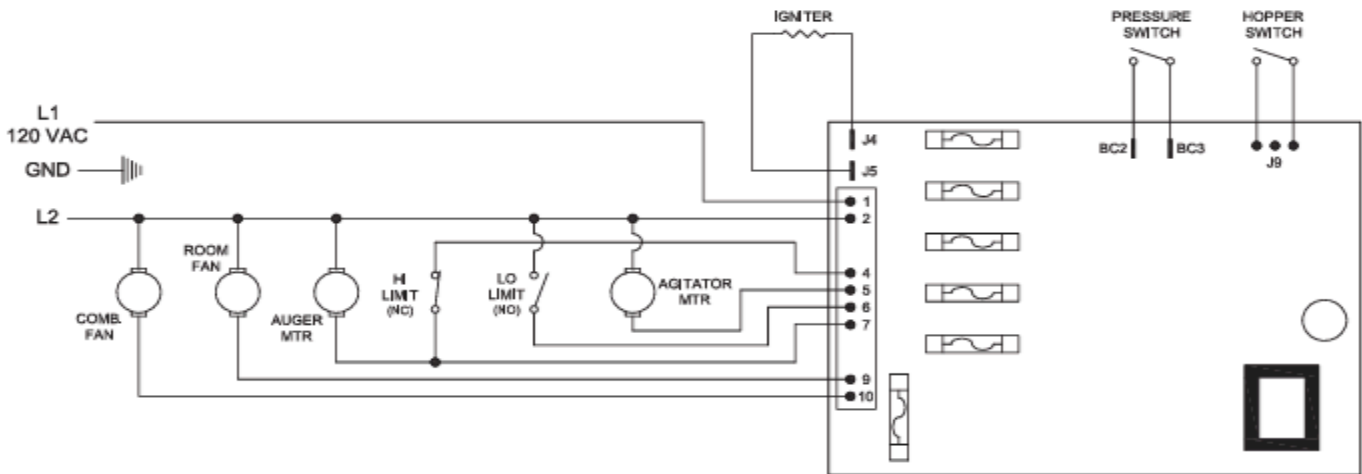 IGNITER
PRESSURE
SWITCH
HOPPER
SWITCH
L1
120 VAC
GND
L2
J4
J5
BC2
BC3
J9
1
2
4
5
6
7
9
10
ROOM
FAN
COMB.
FAN
AUGER
MTR
HI
LIMIT
(NC)
LO
LIMIT
(NO)
AGITATOR
MTR